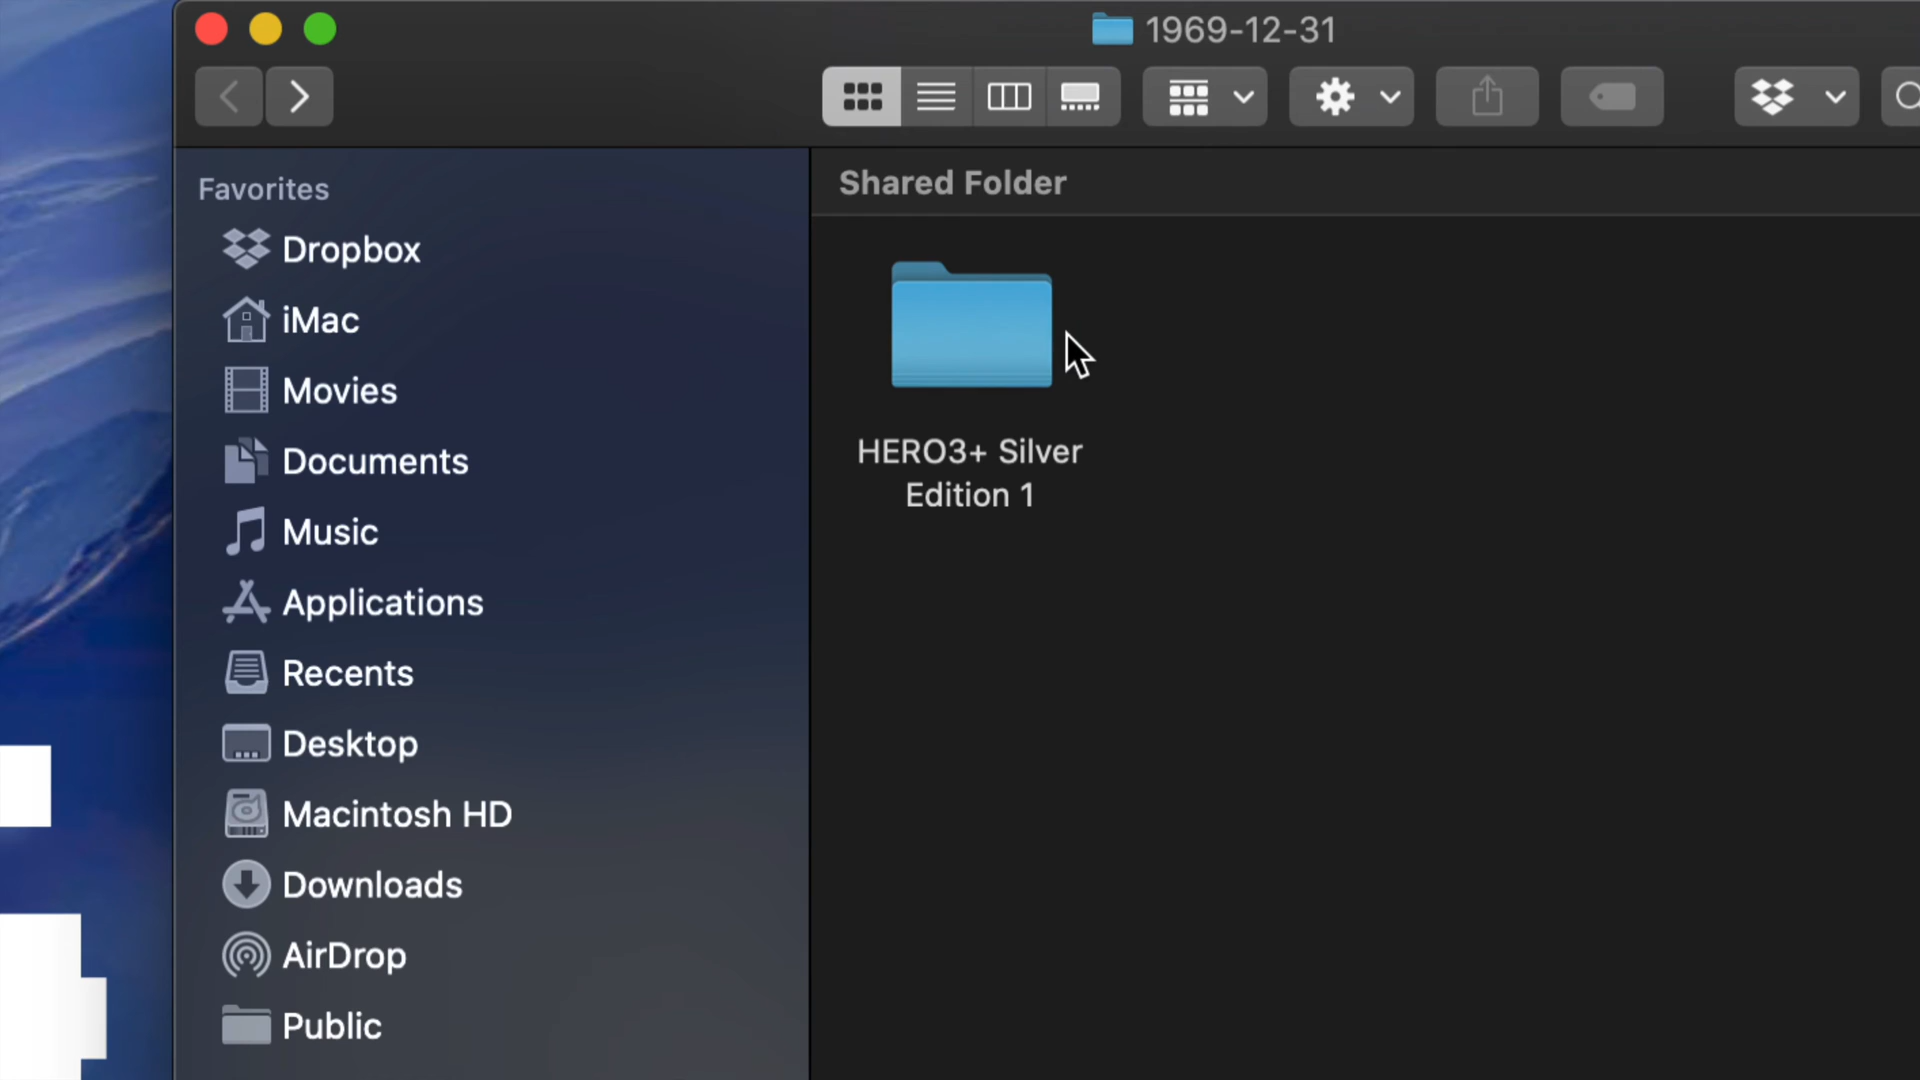 1969-12-31
Favorites
Dropbox
iMac
Movies
Documents
Music
Applications
Recents
Desktop
Macintosh HD
Downloads
AirDrop
Public
Shared Folder
HERO3+ Silver
Edition 1